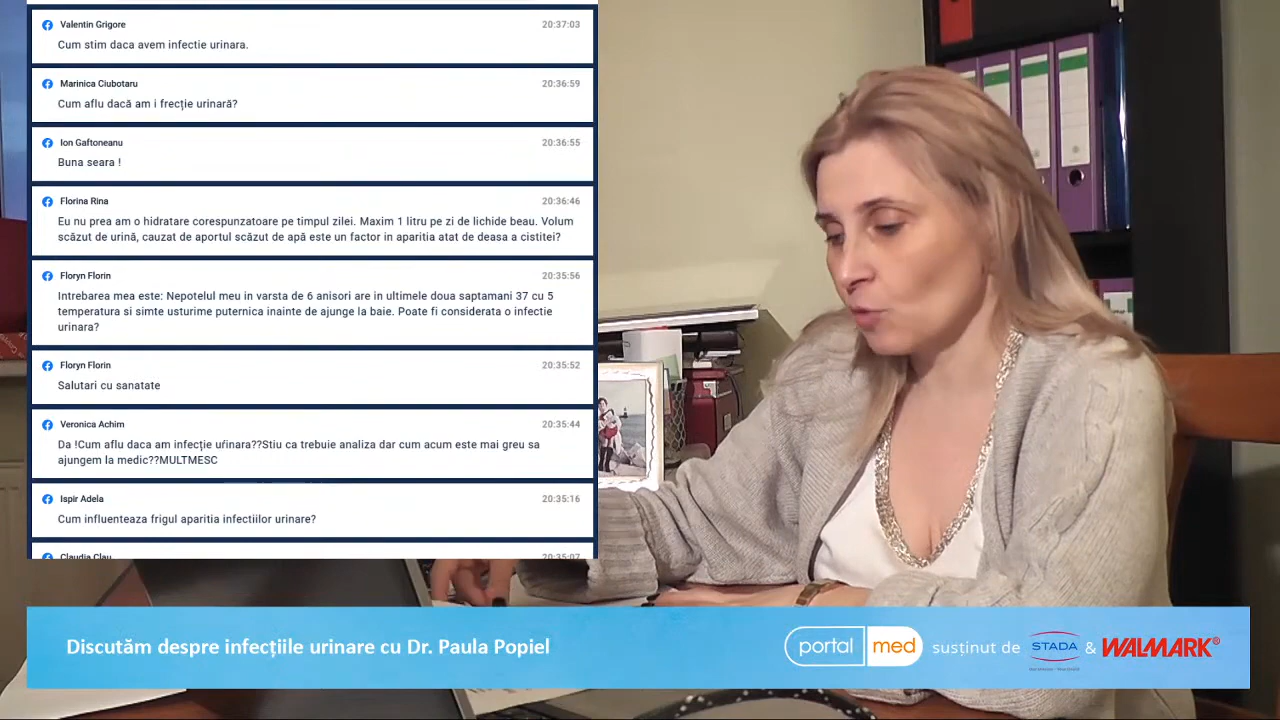 Valentin Grigore 20:37:03
Cum stim daca avem infectie urinara.
Marinica Ciubotaru 20:36:59
Cum aflu dacă am i frecție urinară?
Ion Gaftoneanu 20:36:55
Buna seara !
Florina Rina 20:36:46
Eu nu prea am o hidratare corespunzatoare pe timpul zilei. Maxim 1 litru pe zi de lichide beau. Volum
scăzut de urină, cauzat de aportul scăzut de apă este un factor in aparitia atat de deasa a cistitei?
Floryn Florin 20:35:56
Intrebarea mea este: Nepotelul meu in varsta de 6 anisori are in ultimele doua saptamani 37 cu 5
temperatura si simte usturime puternica inainte de ajunge la baie. Poate fi considerata o infectie
urinara?
Floryn Florin 20:35:52
Salutari cu sanatate
Veronica Achim 20:35:44
Da !Cum aflu daca am infecție ufinara??Stiu ca trebuie analiza dar cum acum este mai greu sa
ajungem la medic??MULTMESC
Ispir Adela 20:35:16
Cum influenteaza frigul aparitia infectiilor urinare?
Claudia Clau 20:35:07
Discutăm despre infecțiile urinare cu Dr. Paula Popiel
portal med susținut de STADA & WALMARK®